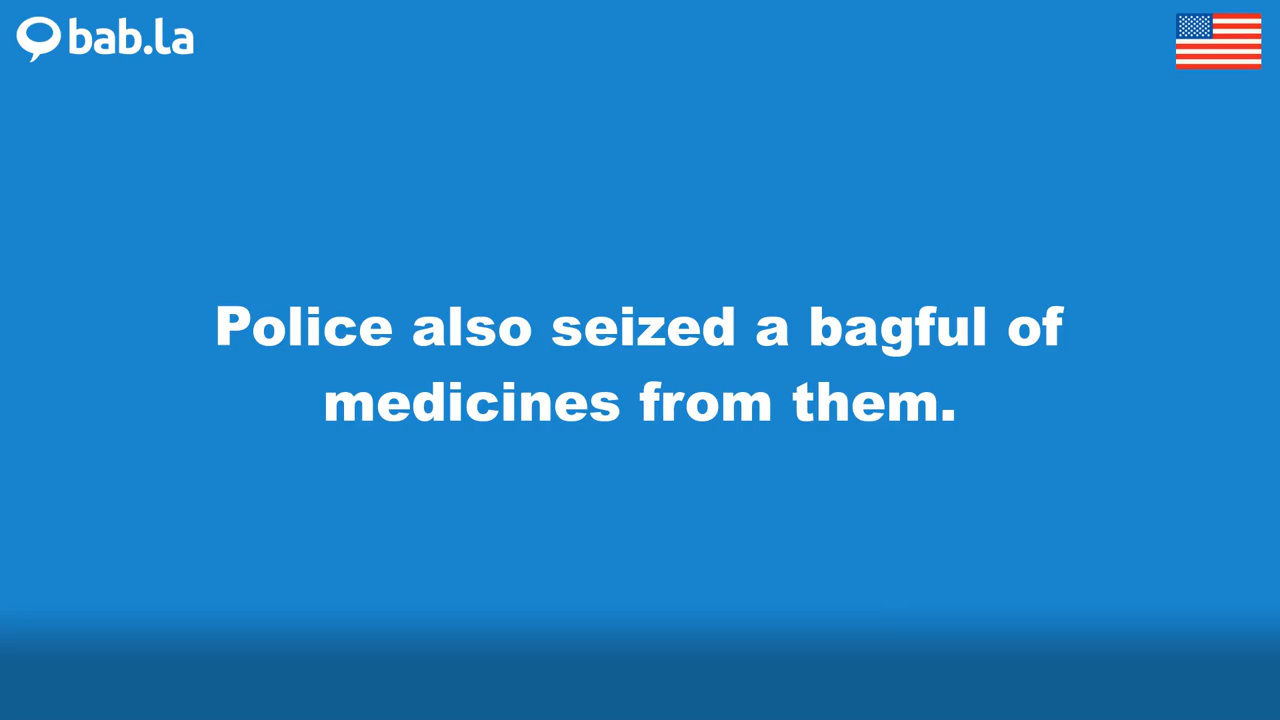 bab.la
Police also seized a bagful of
medicines from them.